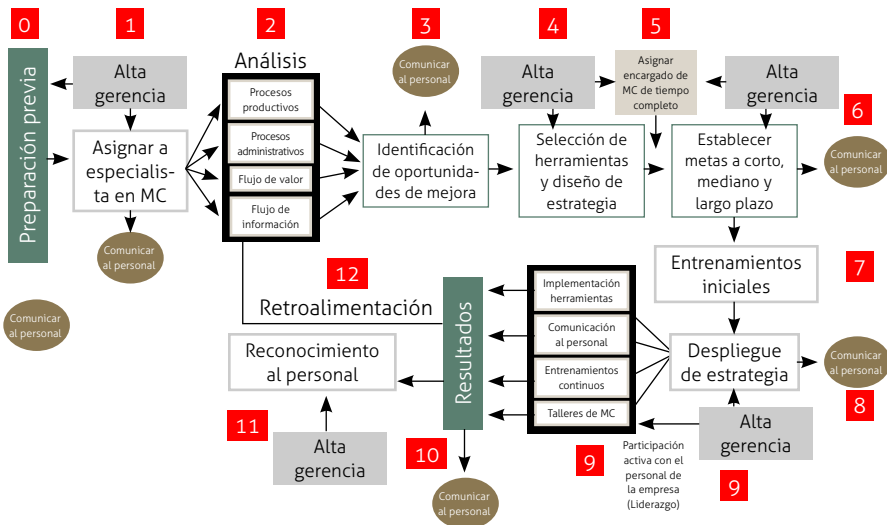 0
Preparación previa
1
Alta
gerencia
Asignar a
especialis-
ta en MC
Comunicar
al personal
Comunicar
al personal
2
Análisis
Procesos
productivos
Procesos
administrativos
Flujo de valor
Flujo de
información
3
Comunicar
al personal
Identificación
de oportunida-
des de mejora
4
Alta
gerencia
Selección de
herramientas
y diseño de
estrategia
5
Asignar
encargado de
MC de tiempo
completo
Alta
gerencia
Establecer
metas a corto,
mediano y
largo plazo
6
Comunicar
al personal
7
Entrenamientos
iniciales
Despliegue
de estrategia
Comunicar
al personal
8
Alta
gerencia
9
Participación
activa con el
personal de
la empresa
(Liderazgo)
9
Implementación
herramientas
Comunicación
al personal
Entrenamientos
continuos
Talleres de MC
Resultados
10
Comunicar
al personal
12
Retroalimentación
Reconocimiento
al personal
11
Alta
gerencia